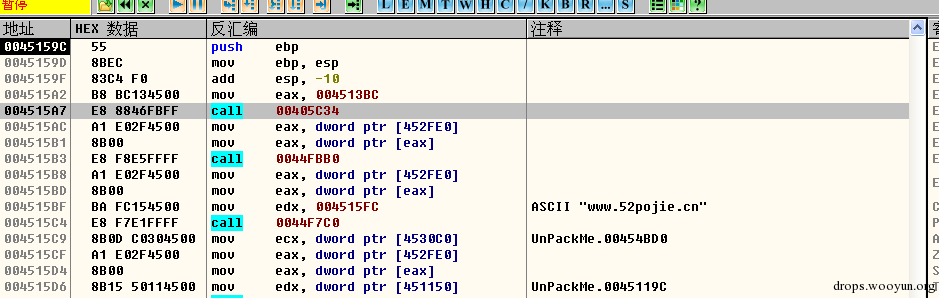 暂停
L E M T W H C / K B R ... S
地址 HEX 数据 反汇编 注释
0045159C 55 push ebp
0045159D 8BEC mov ebp, esp
0045159F 83C4 F0 add esp, -10
004515A2 B8 BC134500 mov eax, 004513BC
004515A7 E8 8846FBFF call 00405C34
004515AC A1 E02F4500 mov eax, dword ptr [452FE0]
004515B1 8B00 mov eax, dword ptr [eax]
004515B3 E8 F8E5FFFF call 0044FBB0
004515B8 A1 E02F4500 mov eax, dword ptr [452FE0]
004515BD 8B00 mov eax, dword ptr [eax]
004515BF BA FC154500 mov edx, 004515FC ASCII "www.52pojie.cn"
004515C4 E8 F7E1FFFF call 0044F7C0
004515C9 8B0D C0304500 mov ecx, dword ptr [4530C0] UnPackMe.00454BD0
004515CF A1 E02F4500 mov eax, dword ptr [452FE0]
004515D4 8B00 mov eax, dword ptr [eax]
004515D6 8B15 50114500 mov edx, dword ptr [451150] UnPackMe.0045119C
drops.wooyun.org